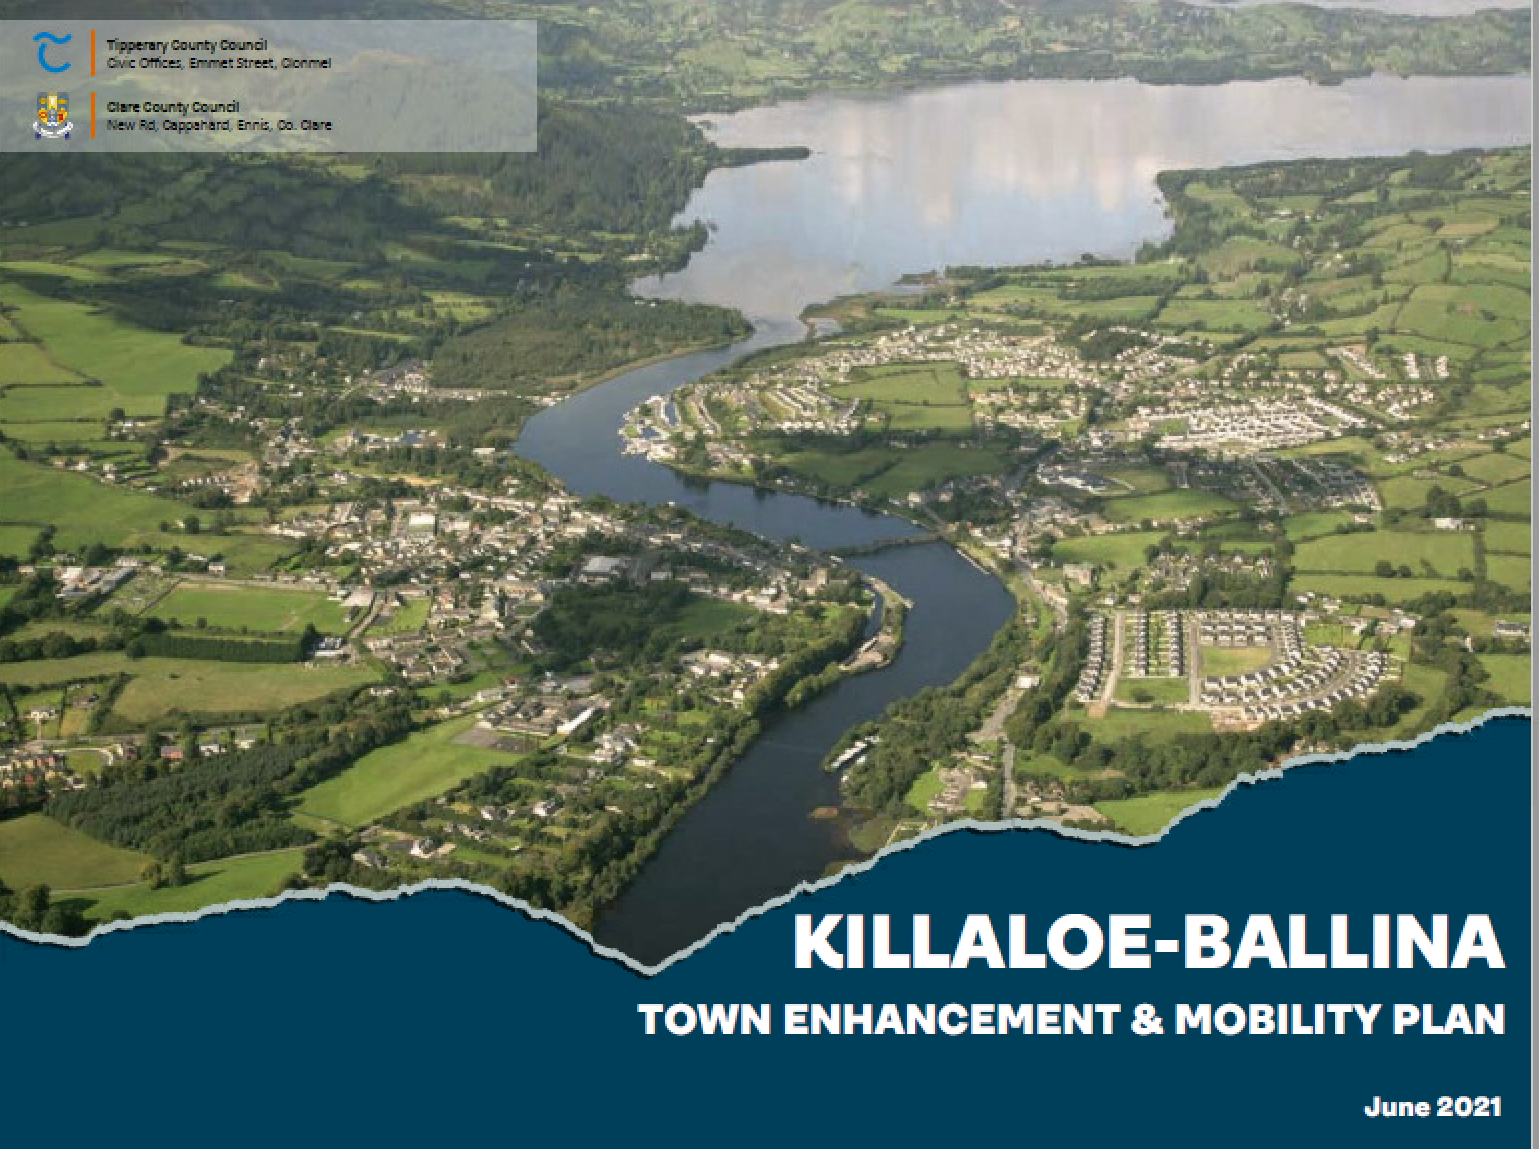 Tipperary County Council
Civic Offices, Emmet Street, Clonmel
Clare County Council
New Rd, Cappahard, Ennis, Co. Clare
KILLALOE-BALLINA
TOWN ENHANCEMENT & MOBILITY PLAN
June 2021